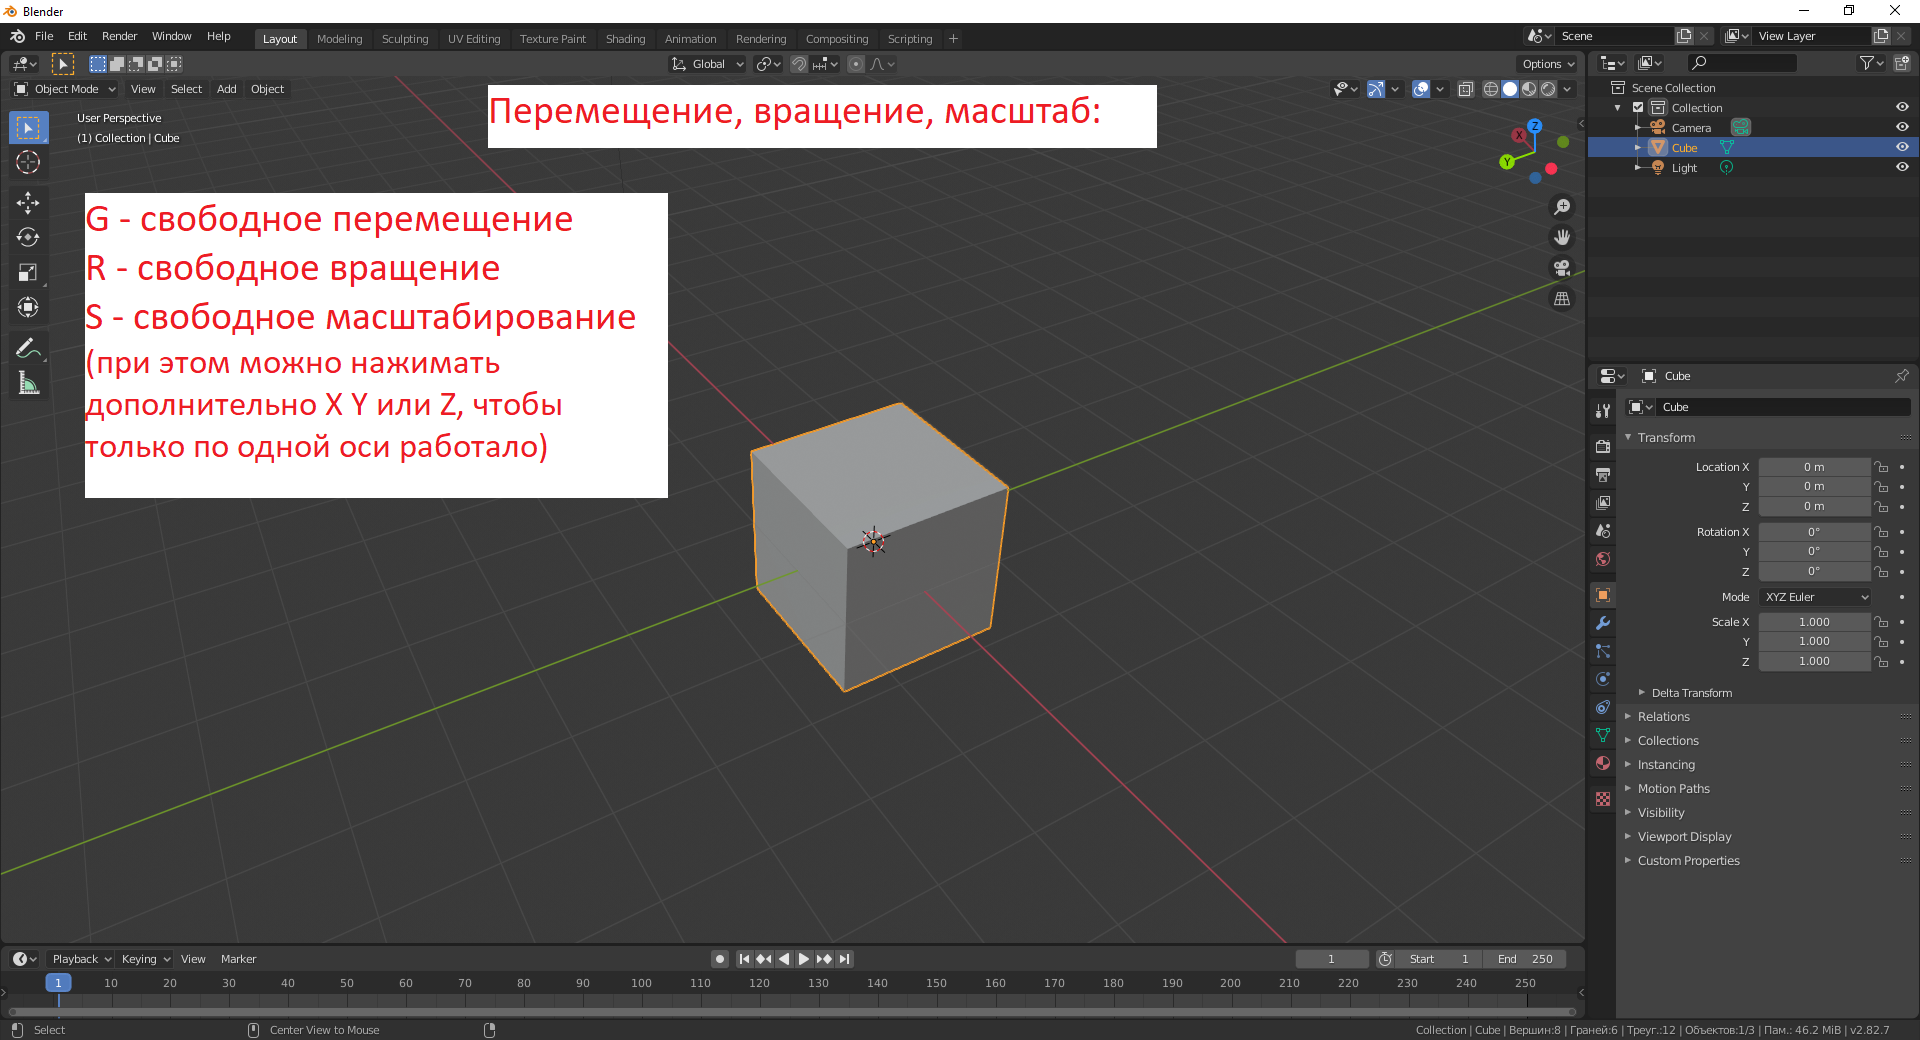 Blender
File Edit Render Window Help Layout Modeling Sculpting UV Editing Texture Paint Shading Animation Rendering Compositing Scripting + Scene View Layer
Global Options
Object Mode View Select Add Object
User Perspective
(1) Collection | Cube
Перемещение, вращение, масштаб:
G - свободное перемещение
R - свободное вращение
S - свободное масштабирование
(при этом можно нажимать
дополнительно X Y или Z, чтобы
только по одной оси работало)
X
Y
Z
Scene Collection
Collection
Camera
Cube
Light
Cube
Cube
Transform
Location X 0 m
Y 0 m
Z 0 m
Rotation X 0°
Y 0°
Z 0°
Mode XYZ Euler
Scale X 1.000
Y 1.000
Z 1.000
Delta Transform
Relations
Collections
Instancing
Motion Paths
Visibility
Viewport Display
Custom Properties
Playback Keying View Marker 1 Start 1 End 250
1 10 20 30 40 50 60 70 80 90 100 110 120 130 140 150 160 170 180 190 200 210 220 230 240 250
Select Center View to Mouse Collection | Cube | Вершин:8 | Граней:6 | Треуг.:12 | Объектов:1/3 | Пам.: 46.2 MiB | v2.82.7